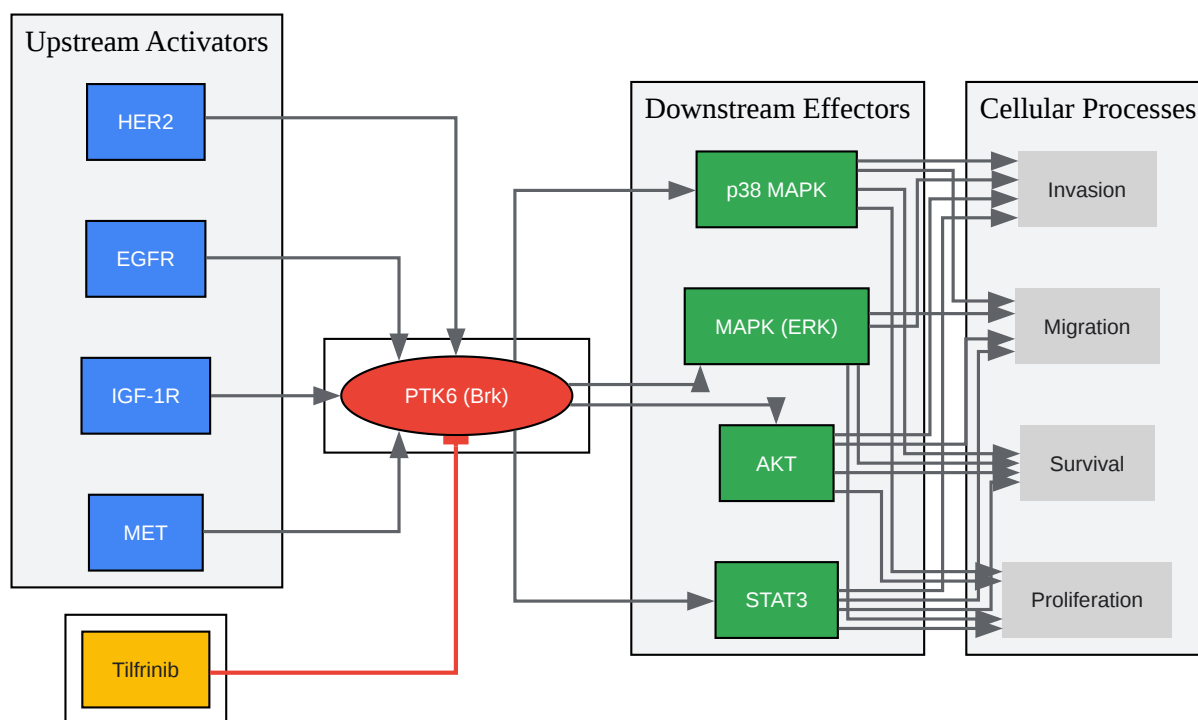 Upstream Activators
HER2
EGFR
IGF-1R
MET
Tilfrinib
PTK6 (Brk)
Downstream Effectors
p38 MAPK
MAPK (ERK)
AKT
STAT3
Cellular Processes
Invasion
Migration
Survival
Proliferation